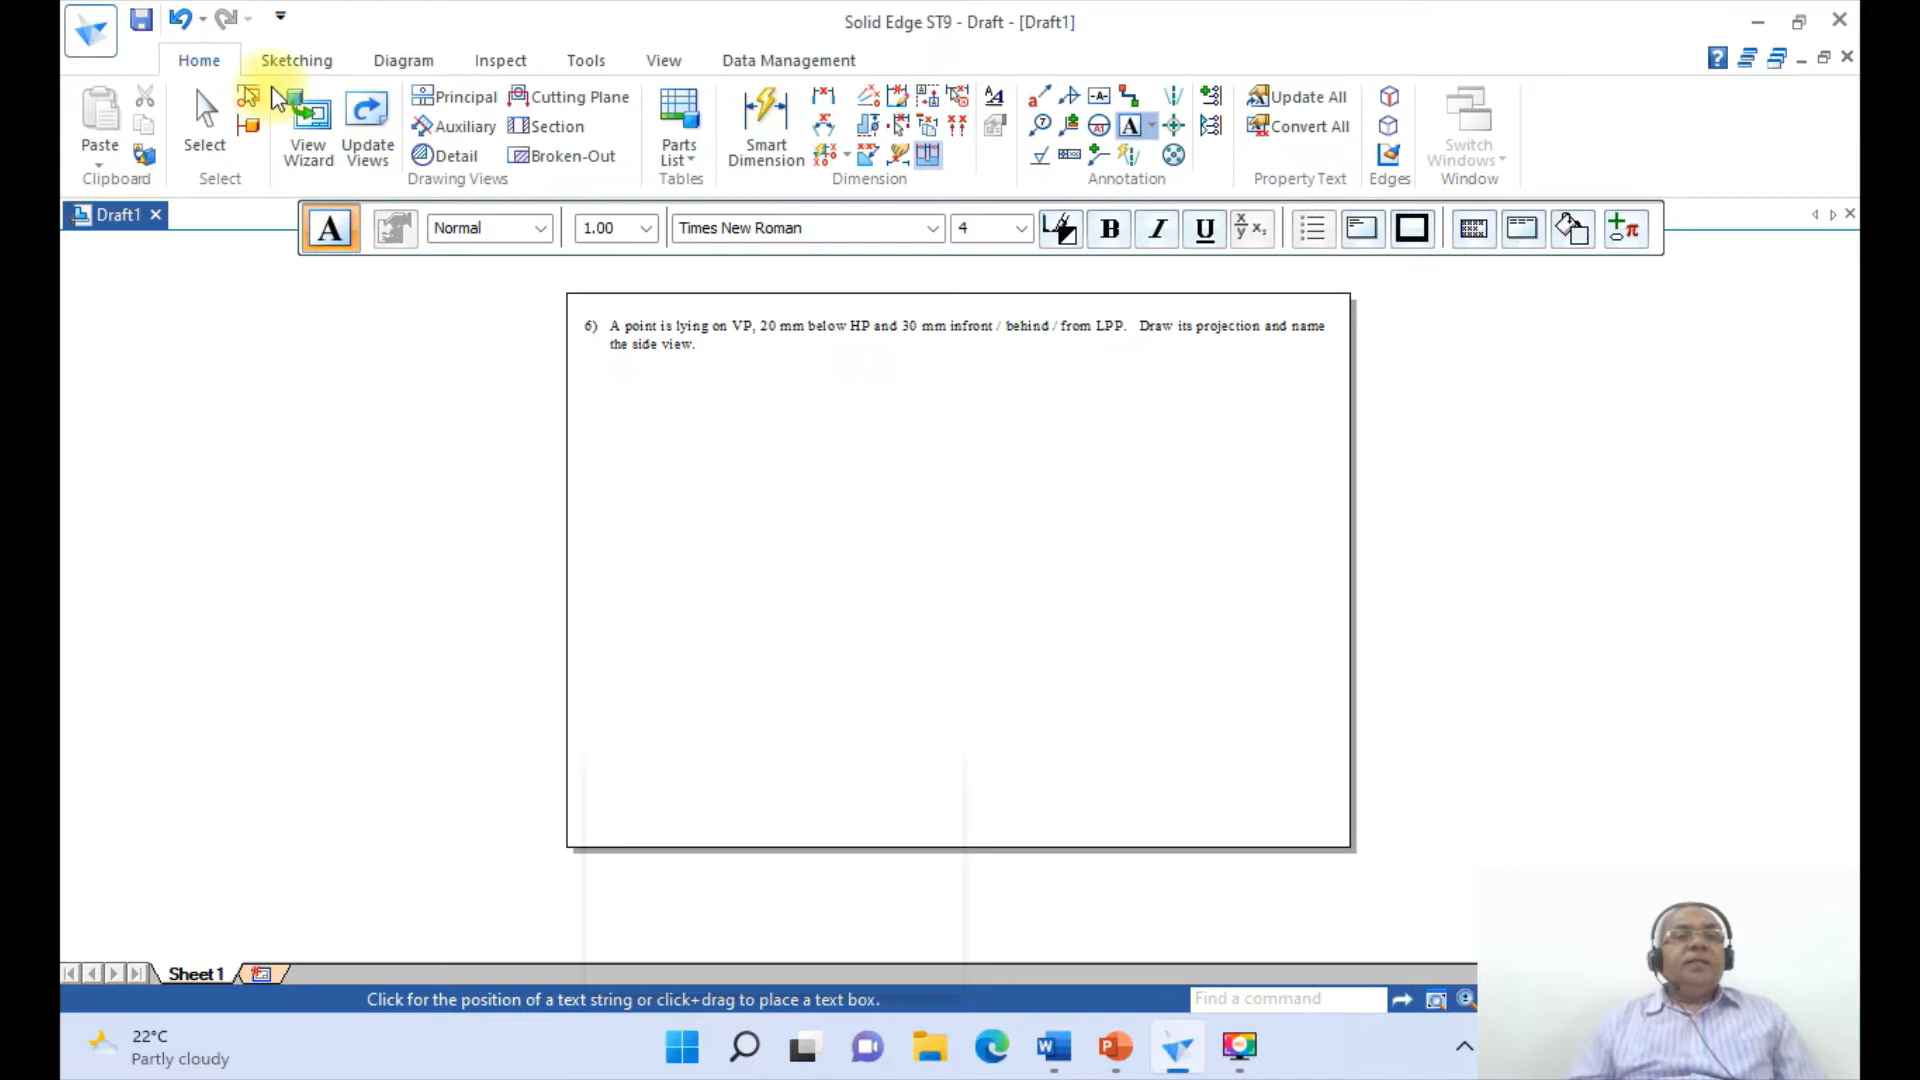 Solid Edge ST9 - Draft - [Draft1]
Home Sketching Diagram Inspect Tools View Data Management
Paste
Clipboard
Select
Select
View Wizard
Update Views
Principal
Auxiliary
Detail
Cutting Plane
Section
Broken-Out
Drawing Views
Parts List
Tables
Smart Dimension
Dimension
Annotation
Update All
Convert All
Property Text
Edges
Switch Windows
Window
Draft1
A Normal 1.00 Times New Roman 4 B I U
6) A point is lying on VP, 20 mm below HP and 30 mm infront / behind / from LPP. Draw its projection and name
the side view.
Sheet1
Click for the position of a text string or click+drag to place a text box.
Find a command
22°C
Partly cloudy